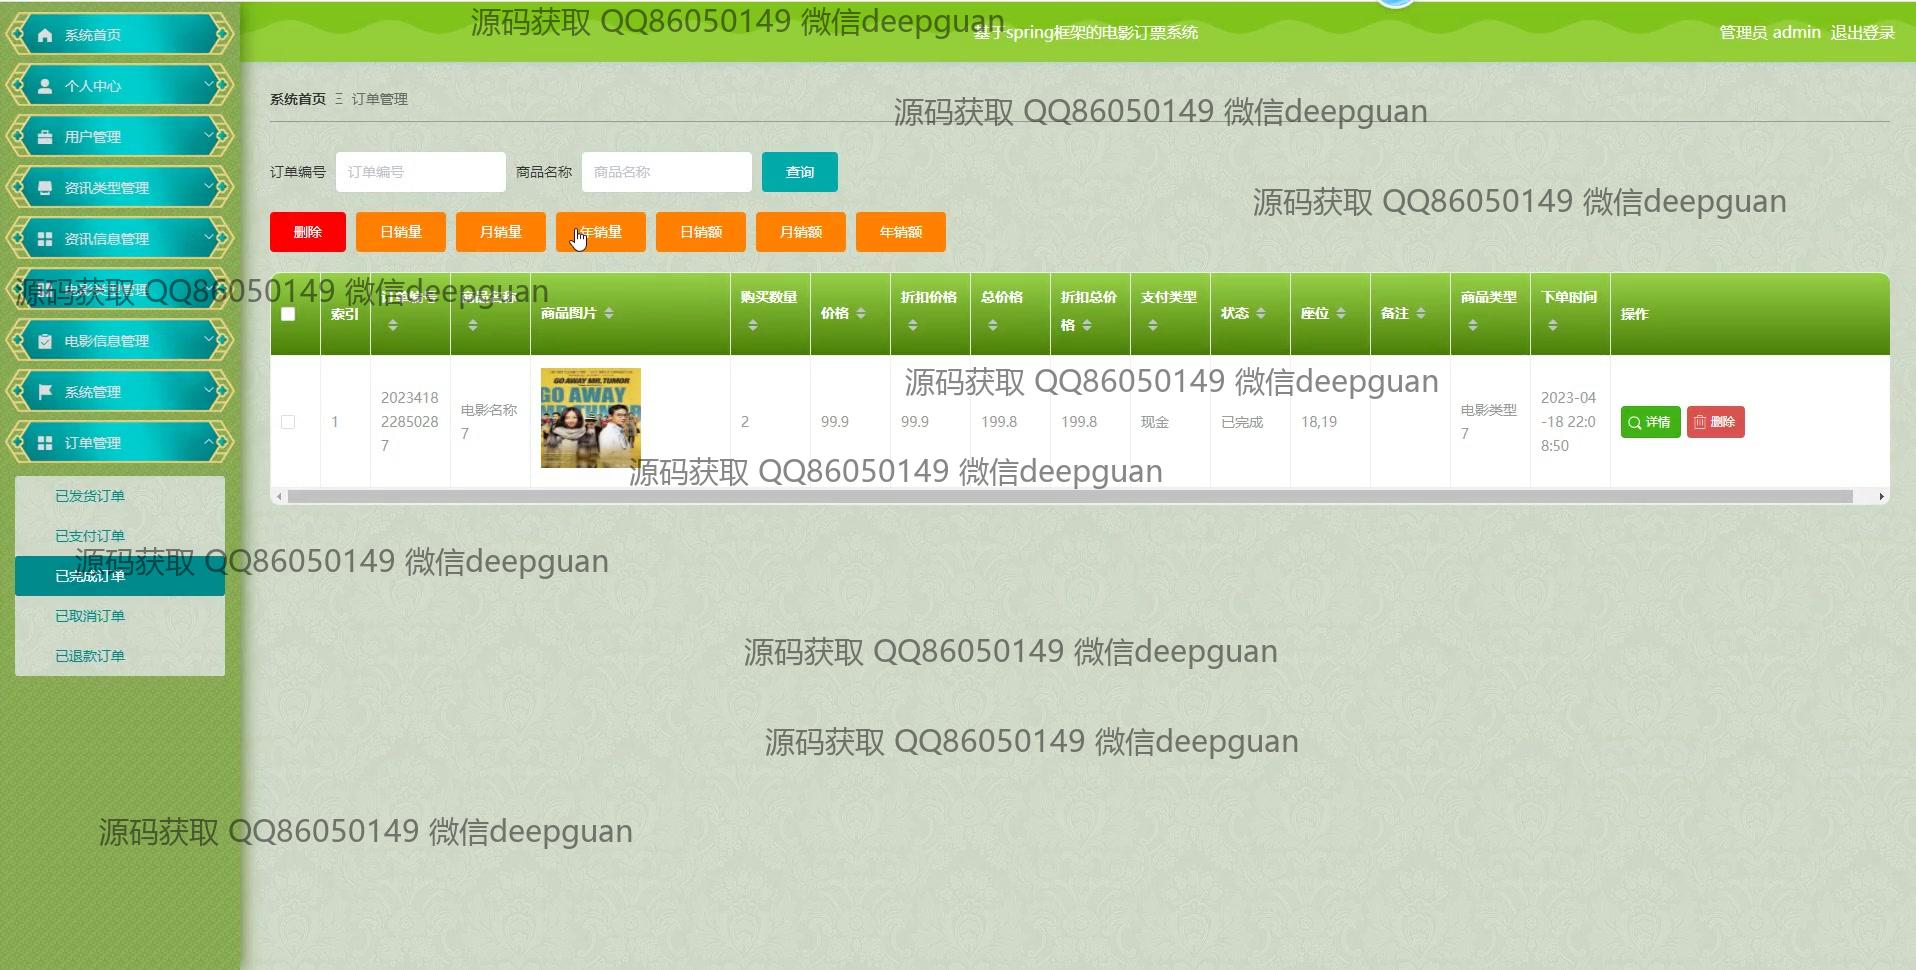 源码获取 QQ86050149 微信deepguan
基于spring框架的电影订票系统
管理员 admin 退出登录
系统首页
个人中心
用户管理
资讯类型管理
资讯信息管理
电影类型管理
电影信息管理
系统管理
订单管理
已发货订单
已支付订单
已完成订单
已取消订单
已退款订单
系统首页 Ξ 订单管理
源码获取 QQ86050149 微信deepguan
订单编号 订单编号 商品名称 商品名称 查询
源码获取 QQ86050149 微信deepguan
删除 日销量 月销量 年销量 日销额 月销额 年销额
源码获取 QQ86050149 微信deepguan
索引 订单编号 商品名称 商品图片 购买数量 价格 折扣价格 总价格 折扣总价格 支付类型 状态 座位 备注 商品类型 下单时间 操作
源码获取 QQ86050149 微信deepguan
1 202341822850287 电影名称7 2 99.9 99.9 199.8 199.8 现金 已完成 18,19 电影类型7 2023-04-18 22:08:50 详情 删除
GO AWAY MR.TUMOR
GO AWAY
源码获取 QQ86050149 微信deepguan
源码获取 QQ86050149 微信deepguan
源码获取 QQ86050149 微信deepguan
源码获取 QQ86050149 微信deepguan
源码获取 QQ86050149 微信deepguan